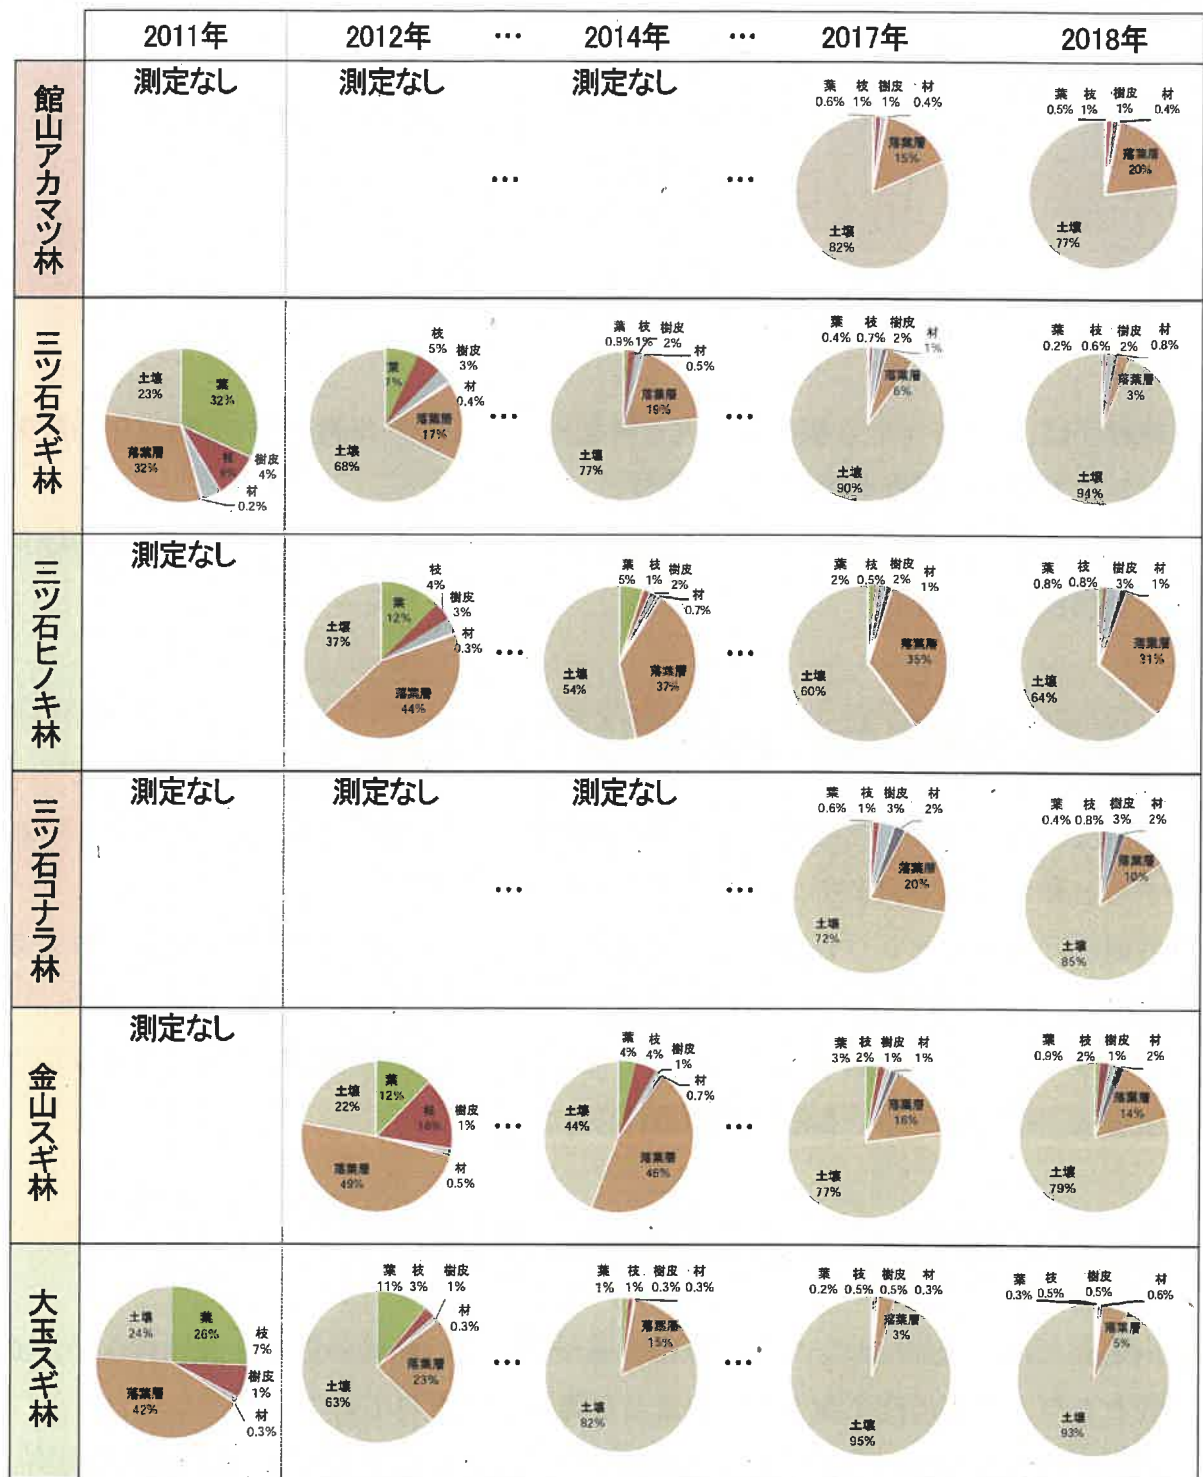 2011年 2012年 … 2014年 … 2017年 2018年
館山アカマツ林
測定なし
測定なし
測定なし
…
…
葉 枝 樹皮 材
0.6% 1% 1% 0.4%
落葉層
15%
土壌
82%
葉 枝 樹皮 材
0.5% 1% 1% 0.4%
落葉層
20%
土壌
77%
三ツ石スギ林
土壌
23%
葉
32%
落葉層
32%
枝
樹皮
4%
材
0.2%
葉
枝
5%
樹皮
3%
材
0.4%
落葉層
17%
土壌
68%
…
葉 枝 樹皮
0.9% 1% 2%
材
0.5%
落葉層
19%
土壌
77%
…
葉 枝 樹皮 材
0.4% 0.7% 2% 1%
落葉層
6%
土壌
90%
葉 枝 樹皮 材
0.2% 0.6% 2% 0.8%
落葉層
3%
土壌
94%
三ツ石ヒノキ林
測定なし
葉
12%
枝
4%
樹皮
3%
材
0.3%
土壌
37%
落葉層
44%
…
葉 枝 樹皮
5% 1% 2%
材
0.7%
土壌
54%
落葉層
37%
…
葉 枝 樹皮 材
2% 0.5% 2% 1%
落葉層
35%
土壌
60%
葉 枝 樹皮 材
0.8% 0.8% 3% 1%
落葉層
31%
土壌
64%
三ツ石コナラ林
測定なし
測定なし
測定なし
…
…
葉 枝 樹皮 材
0.6% 1% 3% 2%
落葉層
20%
土壌
72%
葉 枝 樹皮 材
0.4% 0.8% 3% 2%
落葉層
10%
土壌
85%
金山スギ林
測定なし
土壌
22%
葉
12%
枝
樹皮
1%
材
0.5%
落葉層
49%
…
葉 枝 樹皮
4% 4% 1%
材
0.7%
土壌
44%
落葉層
46%
…
葉 枝 樹皮 材
3% 2% 1% 1%
落葉層
16%
土壌
77%
葉 枝 樹皮 材
0.9% 2% 1% 2%
落葉層
14%
土壌
79%
大玉スギ林
土壌
24%
葉
26%
枝
7%
樹皮
1%
材
0.3%
落葉層
42%
葉 枝 樹皮
11% 3% 1%
材
0.3%
落葉層
23%
土壌
63%
…
葉 枝 樹皮 材
1% 1% 0.3% 0.3%
落葉層
15%
土壌
82%
…
葉 枝 樹皮 材
0.2% 0.5% 0.5% 0.3%
落葉層
3%
土壌
95%
葉 枝 樹皮 材
0.3% 0.5% 0.5% 0.6%
落葉層
5%
土壌
93%